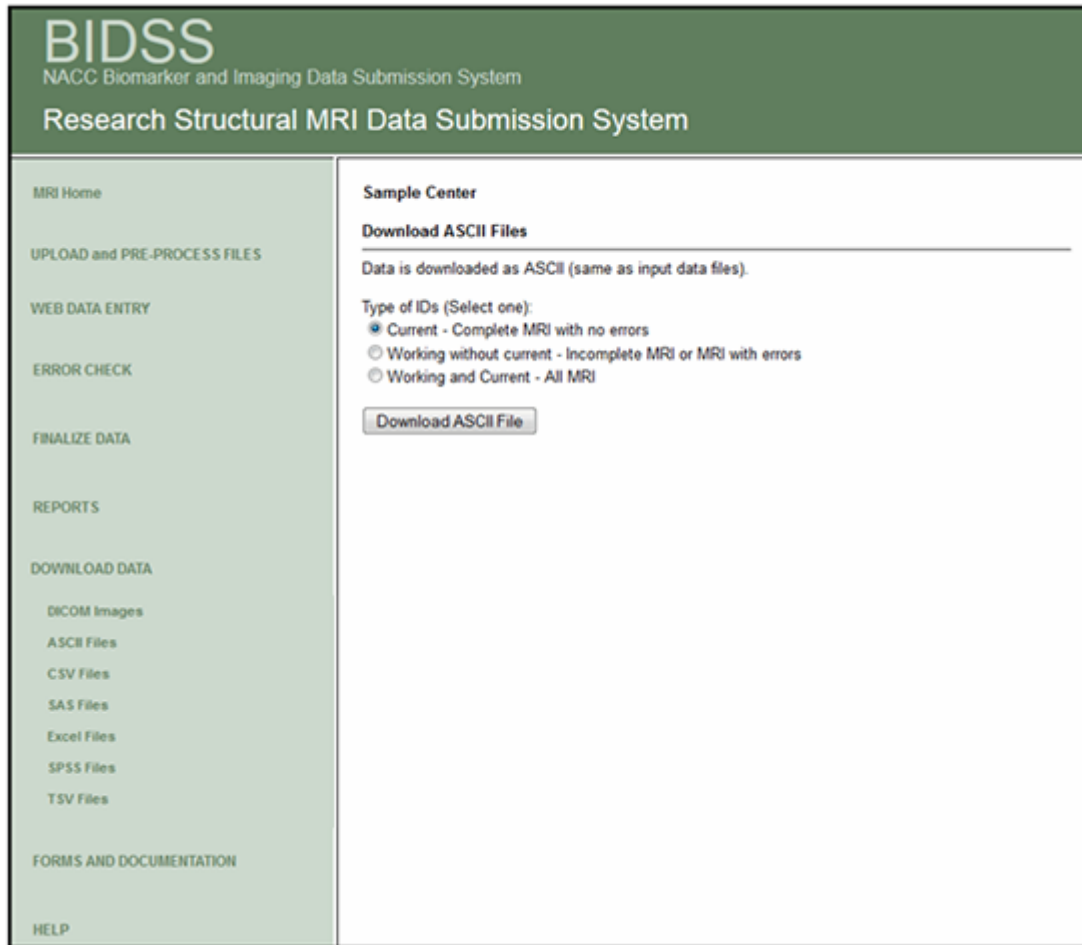 BIDSS
NACC Biomarker and Imaging Data Submission System
Research Structural MRI Data Submission System
MRI Home
UPLOAD and PRE-PROCESS FILES
WEB DATA ENTRY
ERROR CHECK
FINALIZE DATA
REPORTS
DOWNLOAD DATA
DICOM Images
ASCII Files
CSV Files
SAS Files
Excel Files
SPSS Files
TSV Files
FORMS AND DOCUMENTATION
HELP
Sample Center
Download ASCII Files
Data is downloaded as ASCII (same as input data files).
Type of IDs (Select one):
Current - Complete MRI with no errors
Working without current - Incomplete MRI or MRI with errors
Working and Current - All MRI
Download ASCII File